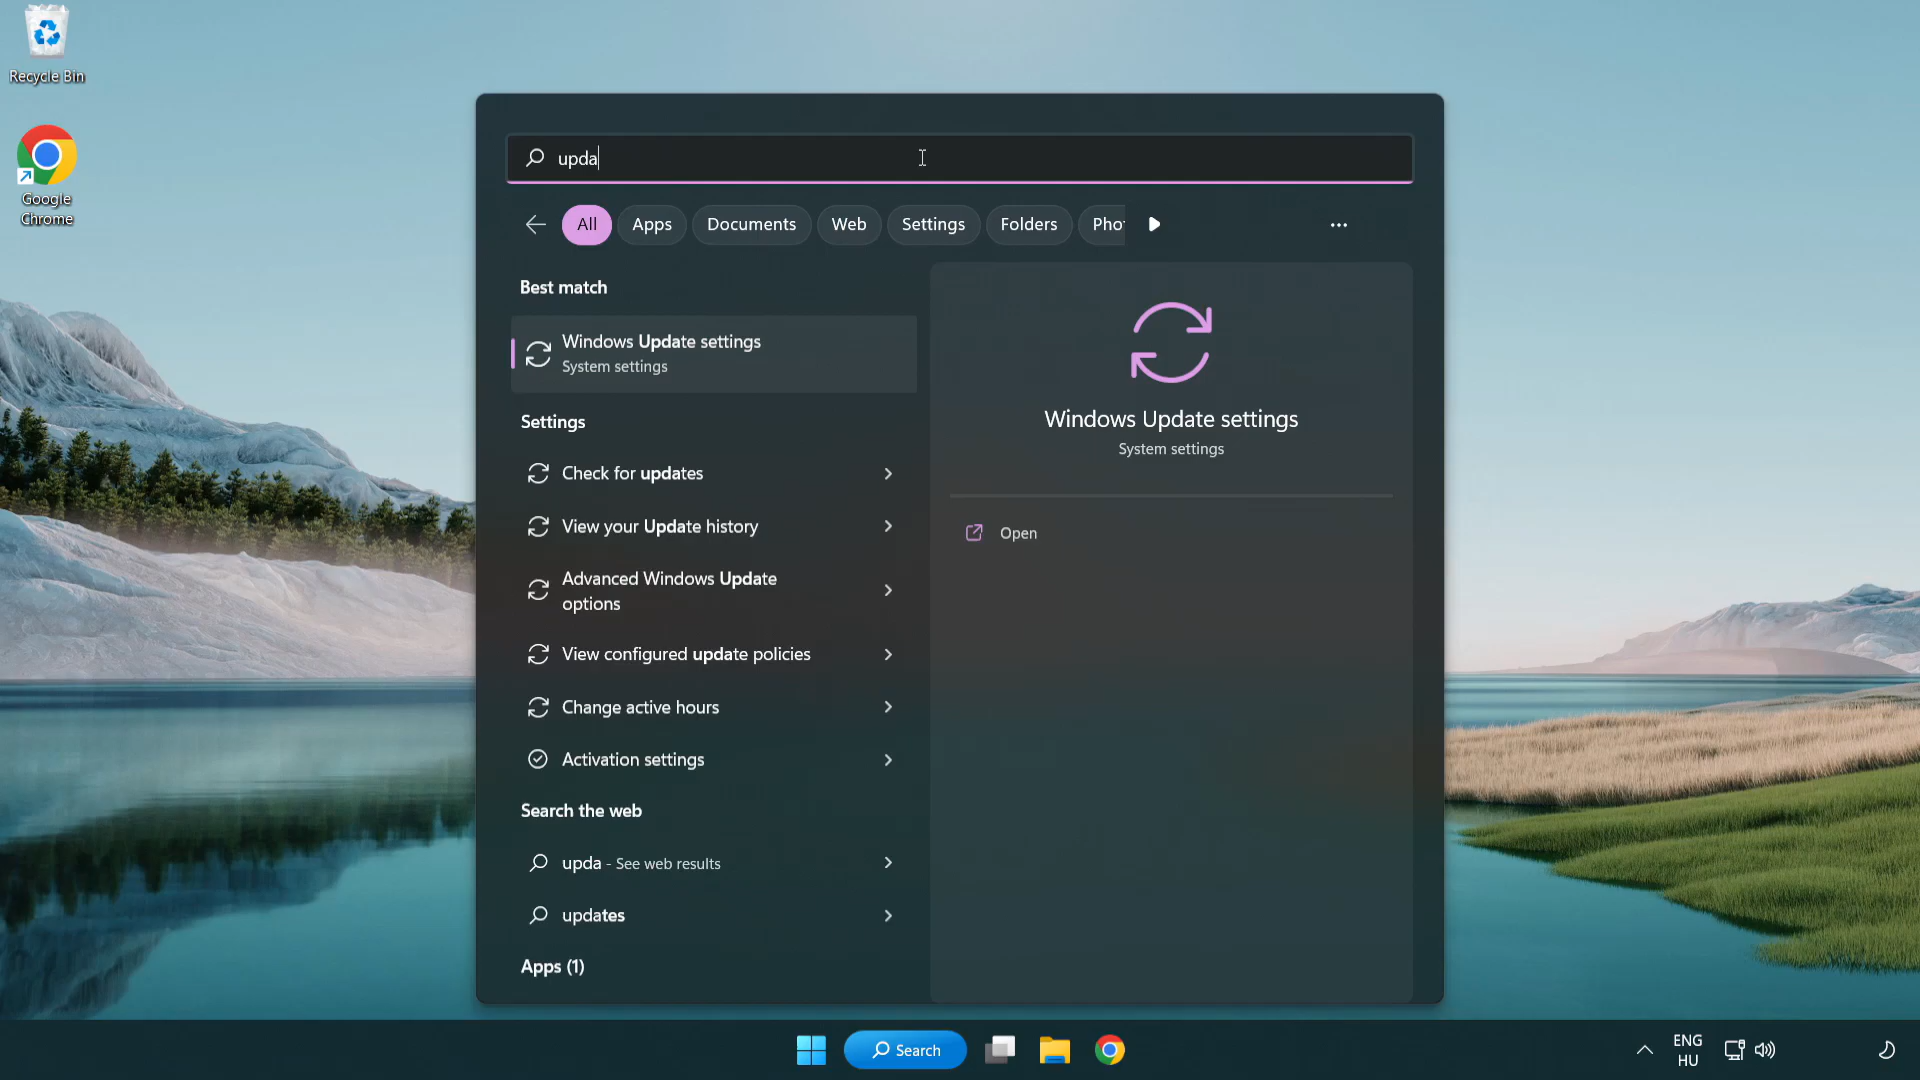 Recycle Bin
Google
Chrome
upda
All
Apps
Documents
Web
Settings
Folders
Pho
Best match
Windows Update settings
System settings
Settings
Check for updates
View your Update history
Advanced Windows Update
options
View configured update policies
Change active hours
Activation settings
Search the web
upda - See web results
updates
Apps (1)
Windows Update settings
System settings
Open
Search
ENG
HU